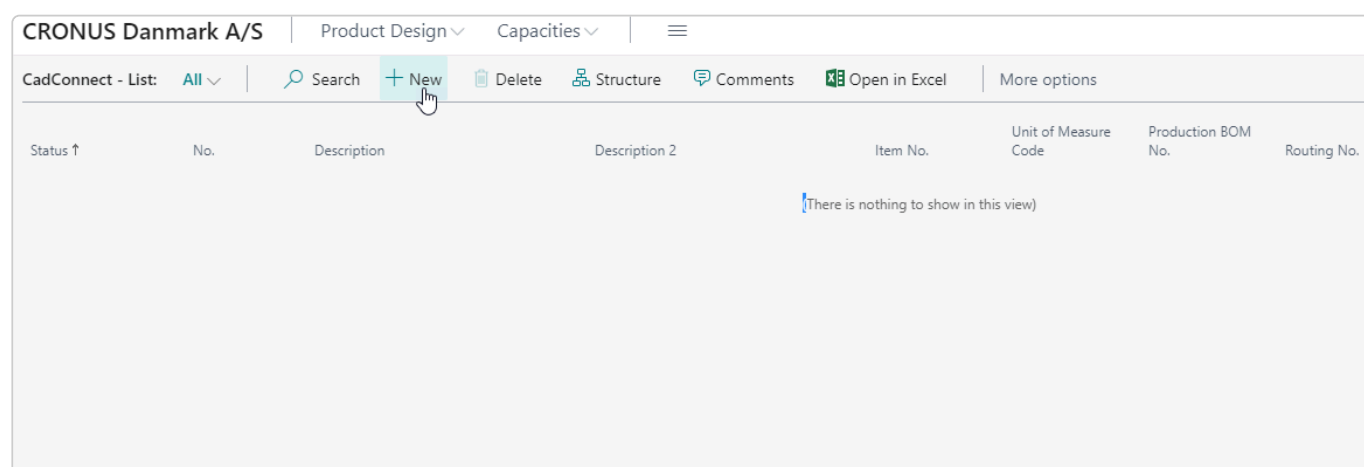 CRONUS Danmark A/S Product Design Capacities
CadConnect - List: All Search New Delete Structure Comments Open in Excel More options
Status ↑ No. Description Description 2 Item No. Unit of Measure Code Production BOM No. Routing No.
(There is nothing to show in this view)